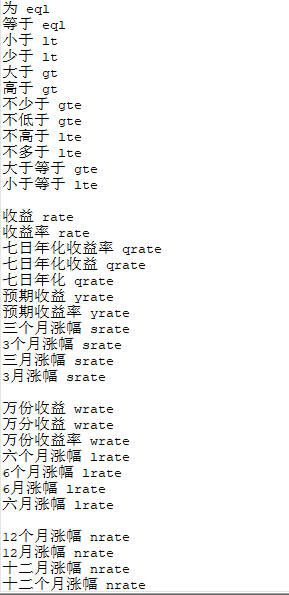 为 eql
等于 eql
小于 lt
少于 lt
大于 gt
高于 gt
不少于 gte
不低于 gte
不高于 lte
不多于 lte
大于等于 gte
小于等于 lte

收益 rate
收益率 rate
七日年化收益率 qrate
七日年化收益 qrate
七日年化 qrate
预期收益 yrate
预期收益率 yrate
三个月涨幅 srate
3个月涨幅 srate
三月涨幅 srate
3月涨幅 srate

万份收益 wrate
万分收益 wrate
万份收益率 wrate
六个月涨幅 lrate
6个月涨幅 lrate
6月涨幅 lrate
六月涨幅 lrate

12个月涨幅 nrate
12月涨幅 nrate
十二月涨幅 nrate
十二个月涨幅 nrate